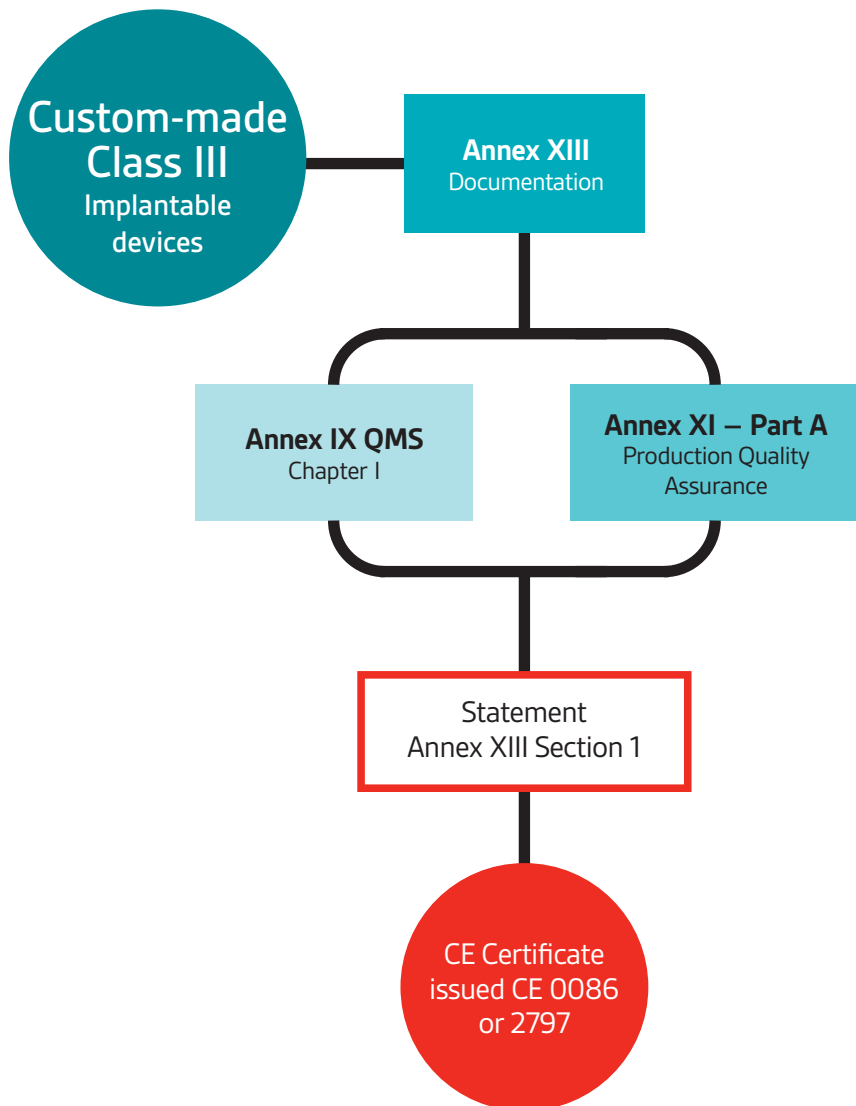 Custom-made
Class III
Implantable
devices
Annex XIII
Documentation
Annex IX QMS
Chapter I
Annex XI – Part A
Production Quality
Assurance
Statement
Annex XIII Section 1
CE Certificate
issued CE 0086
or 2797